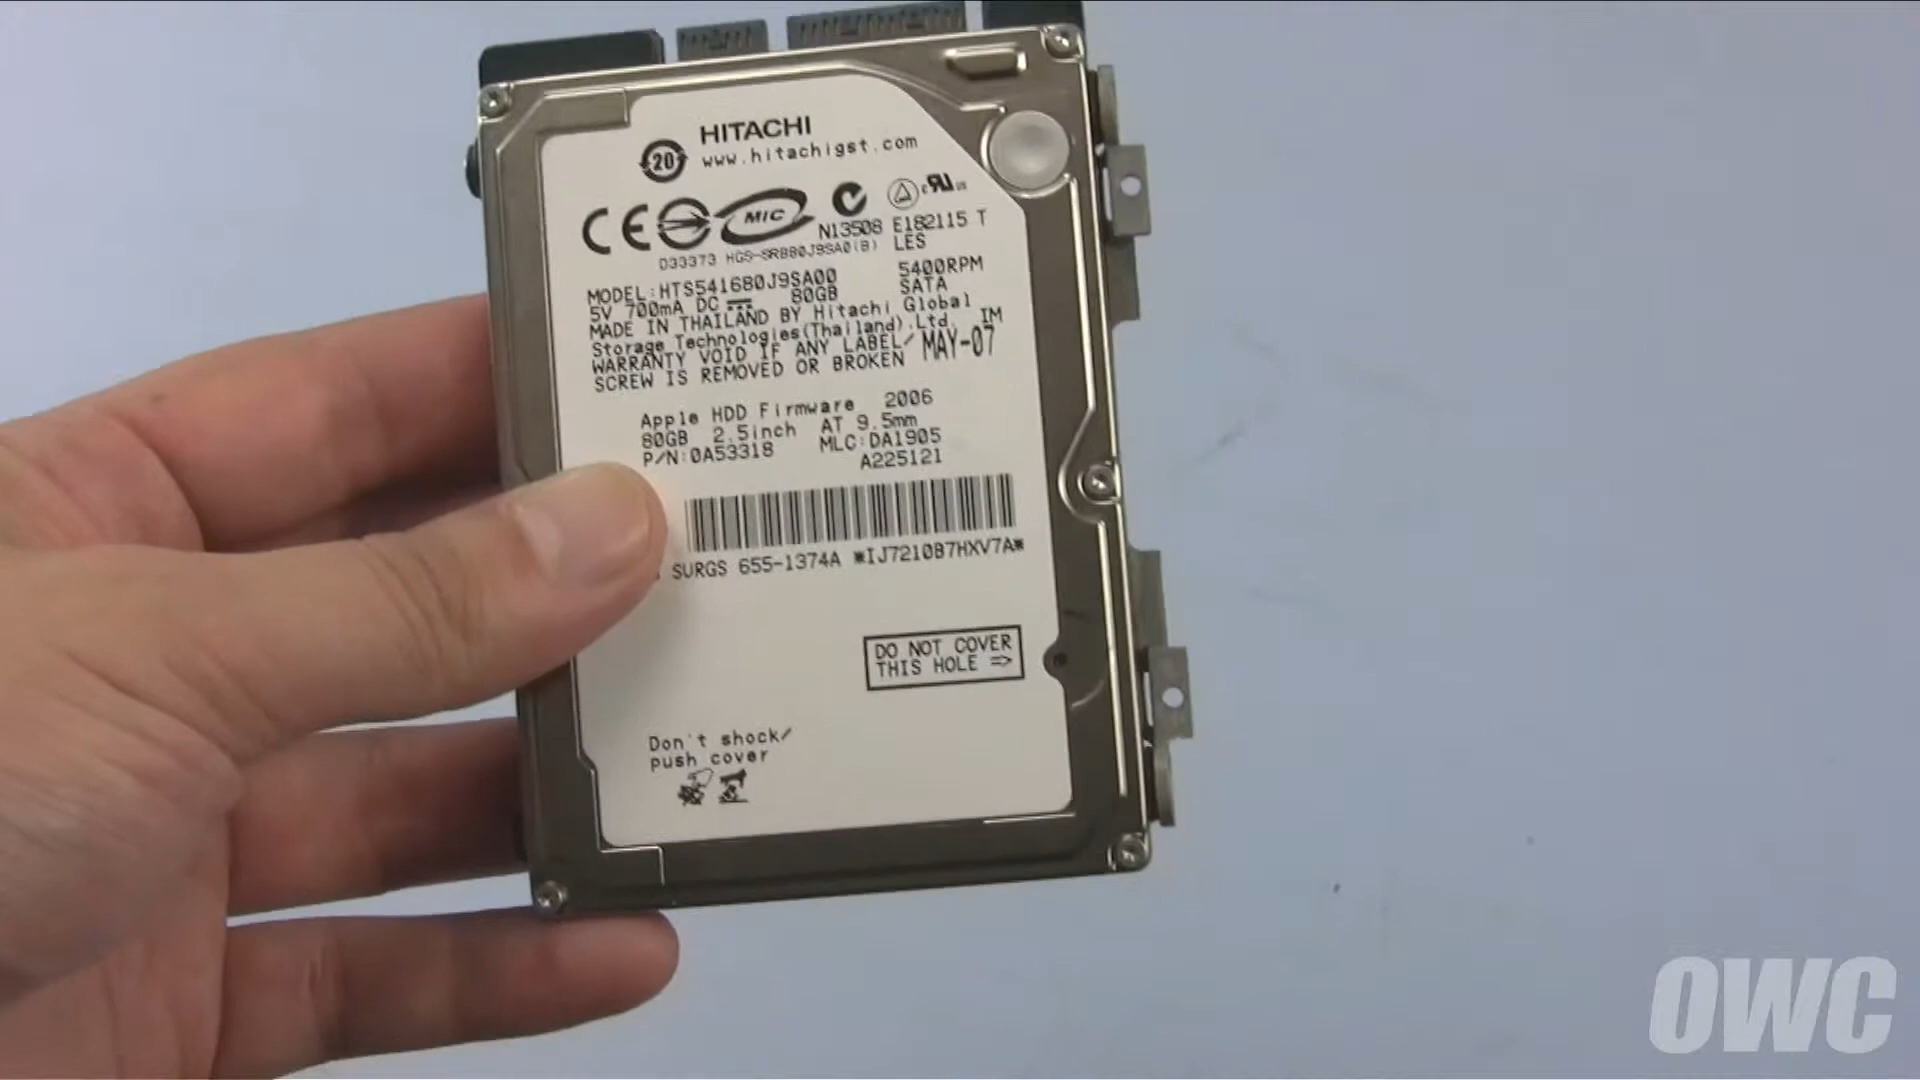 HITACHI
20 www.hitachigst.com
CE MIC N13508 E182115 T
D33373 HGS-SRB80J9SA0(B) LES
MODEL:HTS541680J9SA00 5400RPM
5V 700mA DC 80GB SATA
MADE IN THAILAND BY Hitachi Global
Storage Technologies(Thailand).Ltd. IM
WARRANTY VOID IF ANY LABEL/ MAY-07
SCREW IS REMOVED OR BROKEN
Apple HDD Firmware 2006
80GB 2.5inch AT 9.5mm
P/N:0A53318 MLC:DA1905
A225121
SURGS 655-1374A *IJ7210B7HXV7A*
DO NOT COVER
THIS HOLE =>
Don't shock/
push cover
OWC